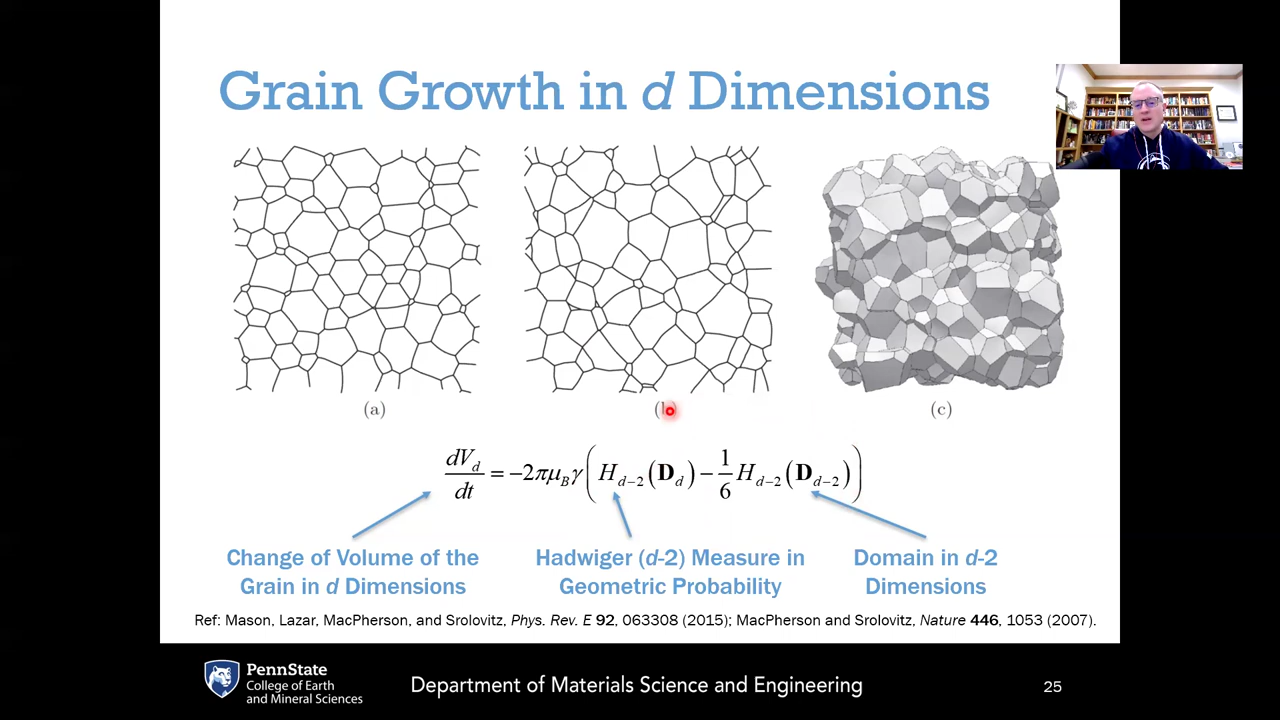 Grain Growth in d Dimensions
(a)
(c)
dV_d/dt = −2πμ_Bγ(H_{d−2}(D_d) − 1/6 H_{d−2}(D_{d−2}))
Change of Volume of the
Grain in d Dimensions
Hadwiger (d-2) Measure in
Geometric Probability
Domain in d-2
Dimensions
Ref: Mason, Lazar, MacPherson, and Srolovitz, Phys. Rev. E 92, 063308 (2015); MacPherson and Srolovitz, Nature 446, 1053 (2007).
PennState
College of Earth
and Mineral Sciences
Department of Materials Science and Engineering
25